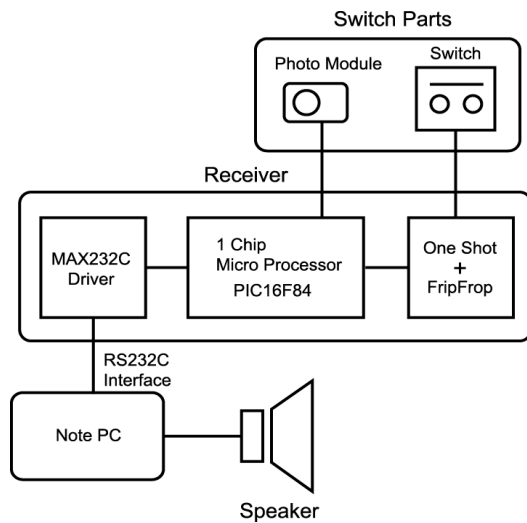 Switch Parts
Photo Module
Switch
Receiver
MAX232C
Driver
1 Chip
Micro Processor
PIC16F84
One Shot
+
FripFrop
RS232C
Interface
Note PC
Speaker